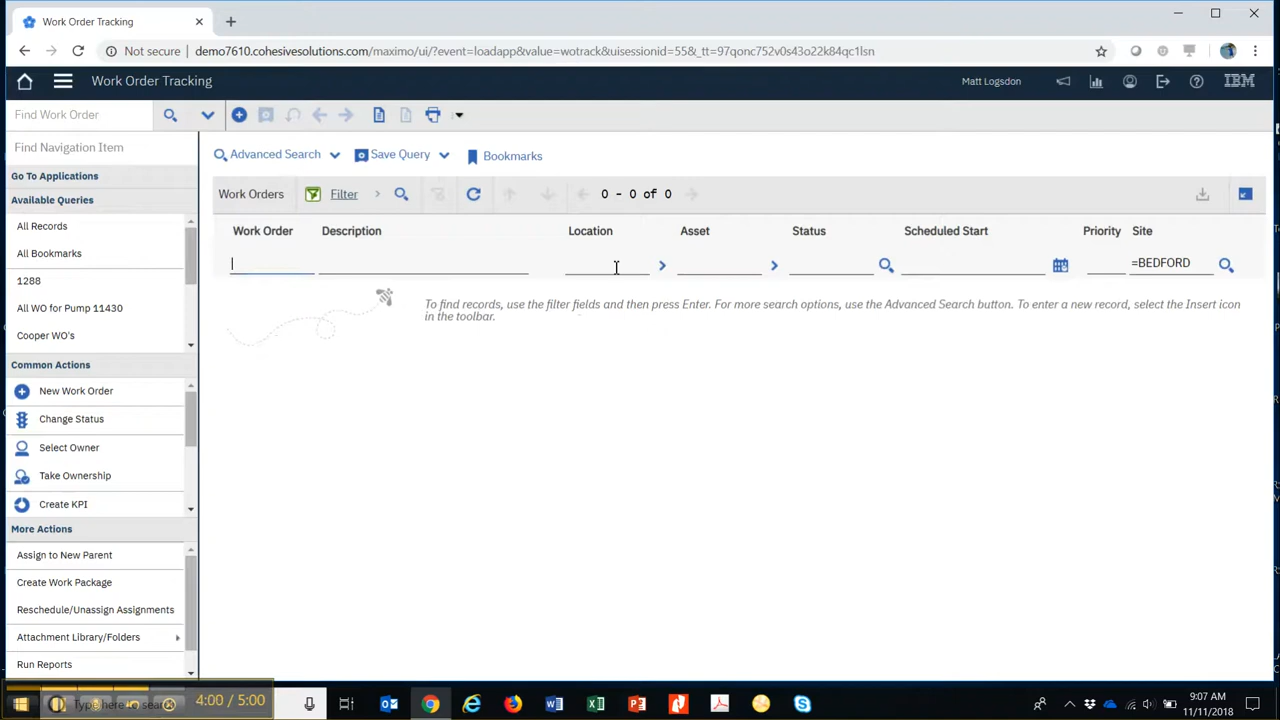 Work Order Tracking
Not secure demo7610.cohesivesolutions.com/maximo/ui/?event=loadapp&value=wotrack&uisessionid=55&_tt=97qonc752v0s43o22k84qc1lsn
Work Order Tracking
Matt Logsdon
IBM
Find Work Order
Find Navigation Item
Go To Applications
Available Queries
All Records
All Bookmarks
1288
All WO for Pump 11430
Cooper WO's
Common Actions
New Work Order
Change Status
Select Owner
Take Ownership
Create KPI
More Actions
Assign to New Parent
Create Work Package
Reschedule/Unassign Assignments
Attachment Library/Folders
Run Reports
Advanced Search Save Query Bookmarks
Work Orders Filter 0 - 0 of 0
Work Order Description Location Asset Status Scheduled Start Priority Site
=BEDFORD
To find records, use the filter fields and then press Enter. For more search options, use the Advanced Search button. To enter a new record, select the Insert icon
in the toolbar.
Type here to search
4:00 / 5:00
9:07 AM
11/11/2018